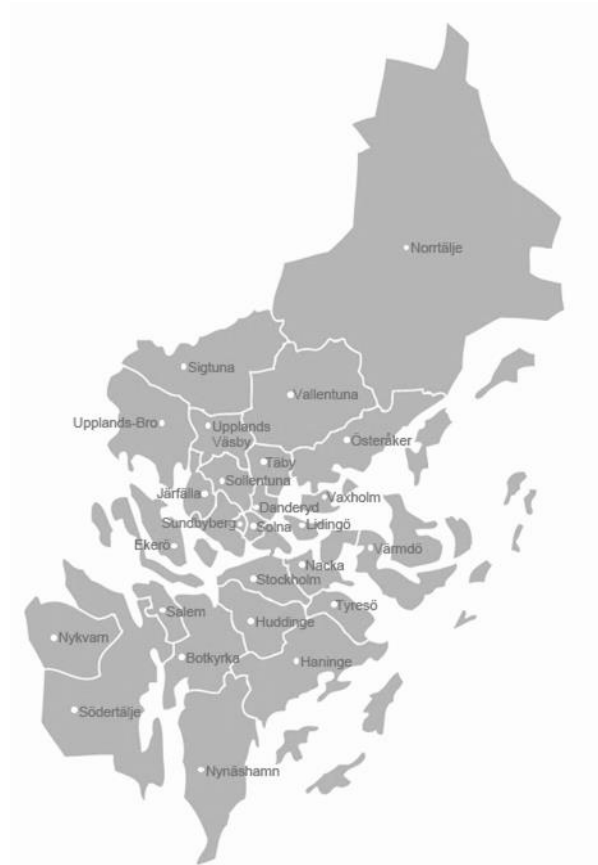 Norrtälje
Sigtuna
Vallentuna
Upplands-Bro
Upplands
Väsby
Österåker
Täby
Sollentuna
Järfälla
Vaxholm
Danderyd
Sundbyberg
Solna
Lidingö
Ekerö
Värmdö
Nacka
Stockholm
Salem
Tyresö
Huddinge
Nykvarn
Botkyrka
Haninge
Södertälje
Nynäshamn